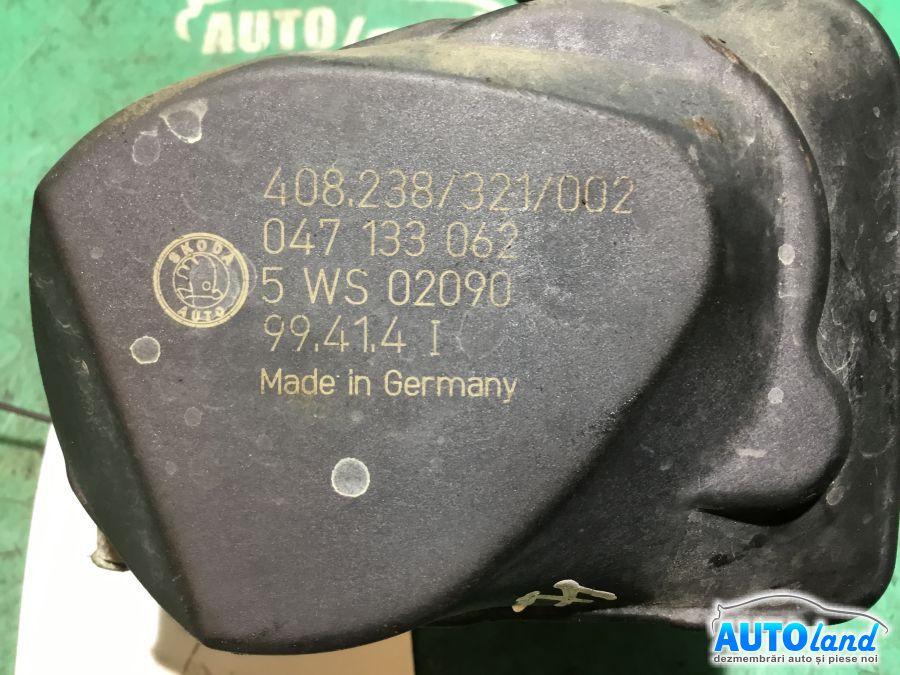 AUTO
408.238/321/002
047 133 062
SKODA
AUTO
5 WS 02090
99.41.4 I
Made in Germany
AUTOland
dezmembrări auto și piese noi